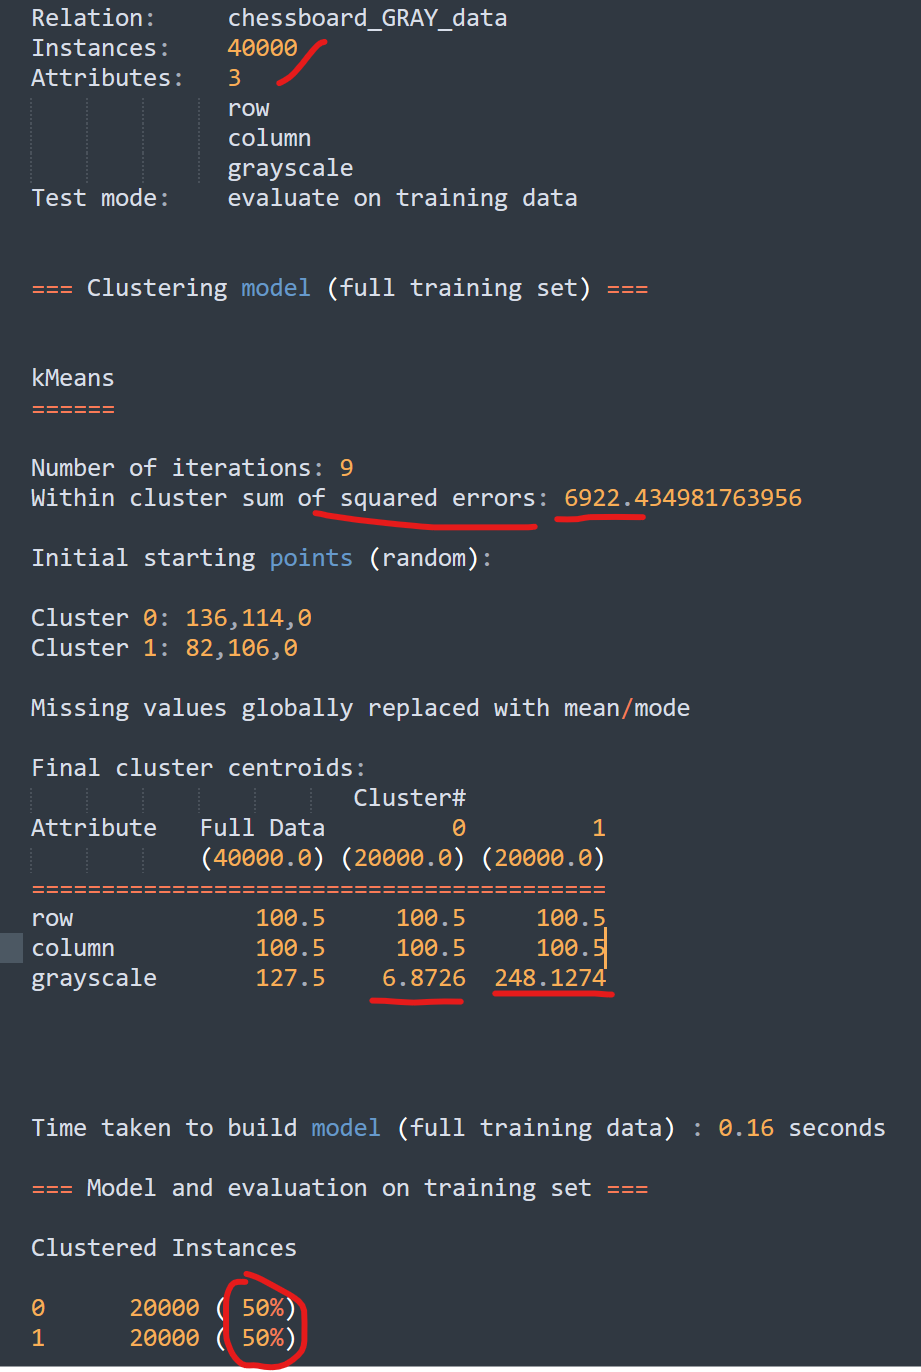 Relation: chessboard_GRAY_data
Instances: 40000
Attributes: 3
row
column
grayscale
Test mode: evaluate on training data
=== Clustering model (full training set) ===
kMeans
======
Number of iterations: 9
Within cluster sum of squared errors: 6922.434981763956
Initial starting points (random):
Cluster 0: 136,114,0
Cluster 1: 82,106,0
Missing values globally replaced with mean/mode
Final cluster centroids:
Cluster#
Attribute Full Data 0 1
(40000.0) (20000.0) (20000.0)
=========================================
row 100.5 100.5 100.5
column 100.5 100.5 100.5
grayscale 127.5 6.8726 248.1274
Time taken to build model (full training data) : 0.16 seconds
=== Model and evaluation on training set ===
Clustered Instances
0 20000 ( 50%)
1 20000 ( 50%)